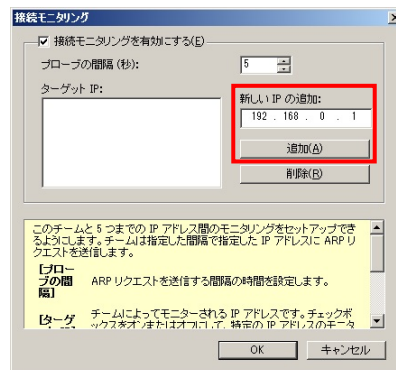 接続モニタリング
接続モニタリングを有効にする(E)
プローブの間隔 (秒):
5
ターゲット IP:
新しい IP の追加:
192 . 168 . 0 . 1
追加(A)
削除(R)
このチームと 5 つまでの IP アドレス間のモニタリングをセットアップでき
るようにします。チームは指定した間隔で指定した IP アドレスに ARP リ
クエストを送信します。
[プロー
ブの間
隔]
ARP リクエストを送信する間隔の時間を設定します。
[ターゲ
チームによってモニターされる IP アドレスです。チェックボ
ックスをオンまたはオフにして、特定の IP アドレスのモニタ
OK
キャンセル